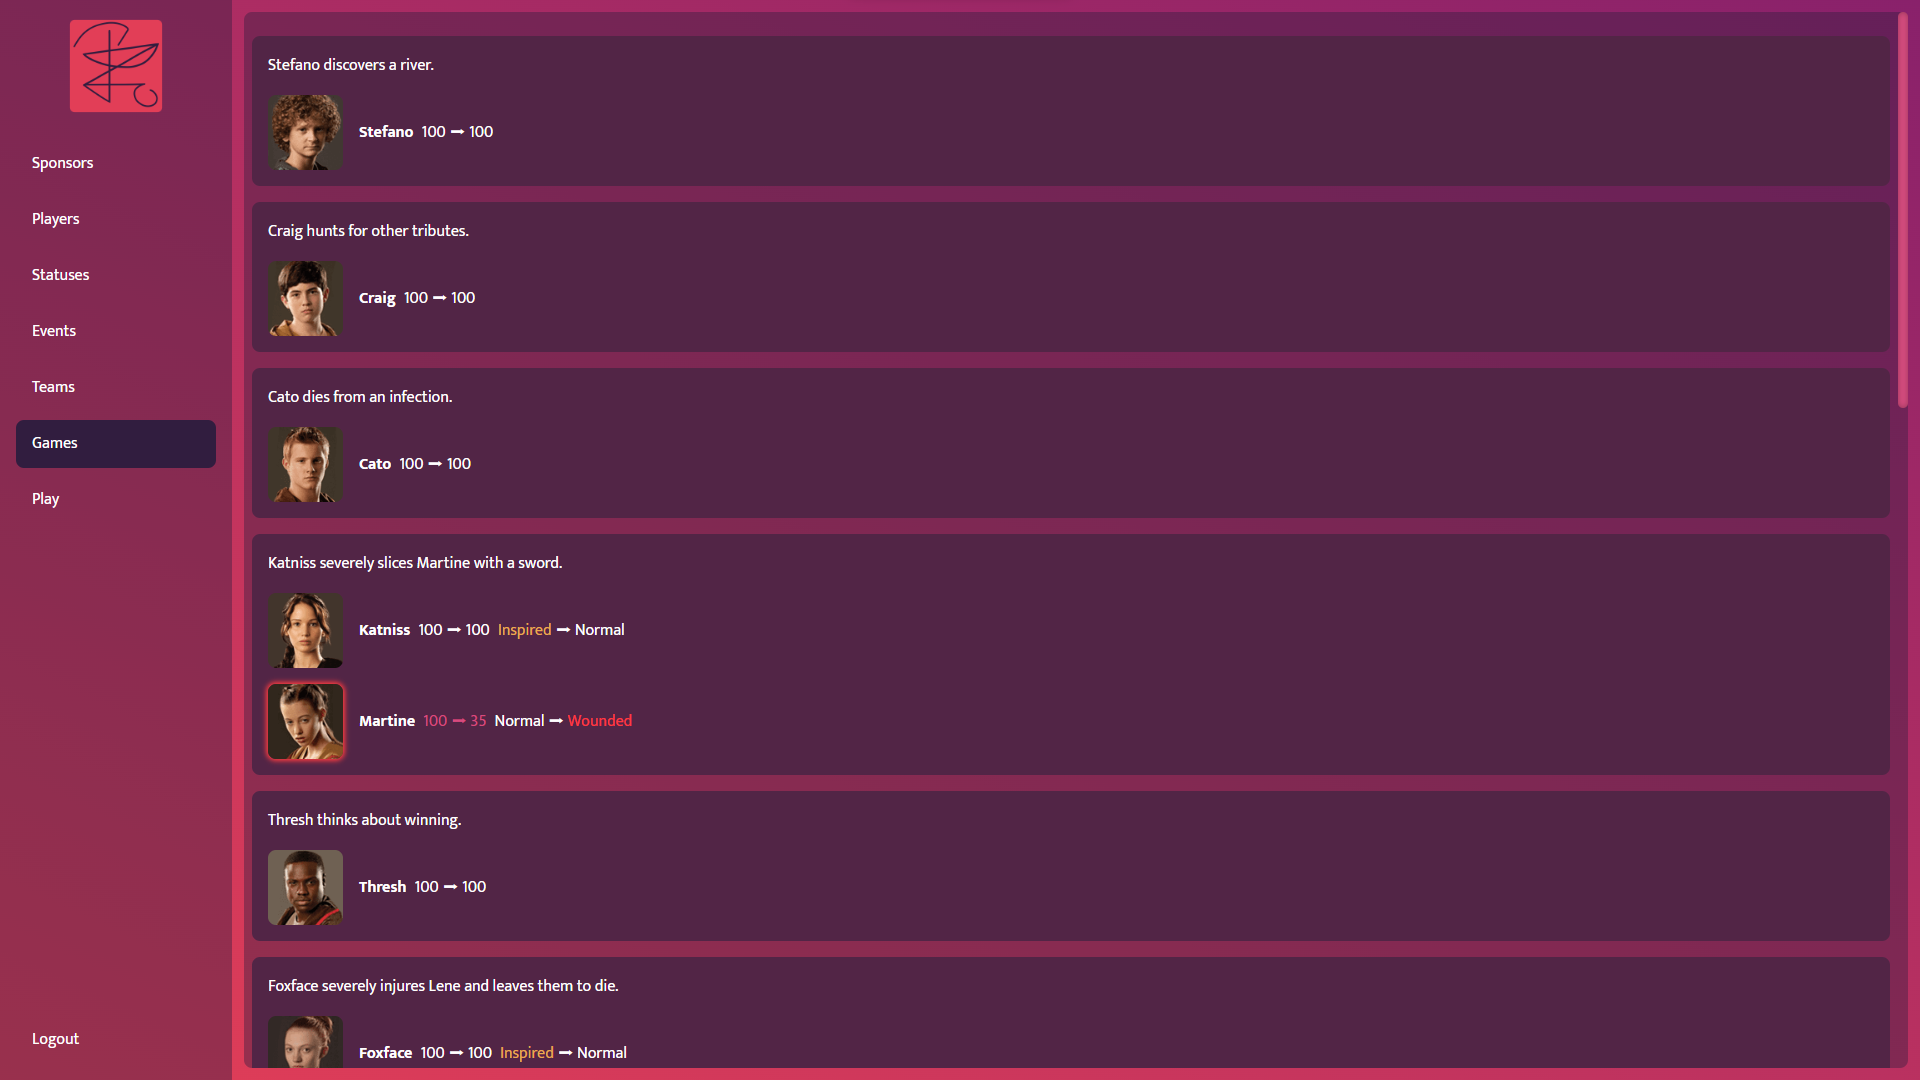 Sponsors
Players
Statuses
Events
Teams
Games
Play
Logout
Stefano discovers a river.
Stefano 100 ➞ 100
Craig hunts for other tributes.
Craig 100 ➞ 100
Cato dies from an infection.
Cato 100 ➞ 100
Katniss severely slices Martine with a sword.
Katniss 100 ➞ 100 Inspired ➞ Normal
Martine 100 ➞ 35 Normal ➞ Wounded
Thresh thinks about winning.
Thresh 100 ➞ 100
Foxface severely injures Lene and leaves them to die.
Foxface 100 ➞ 100 Inspired ➞ Normal